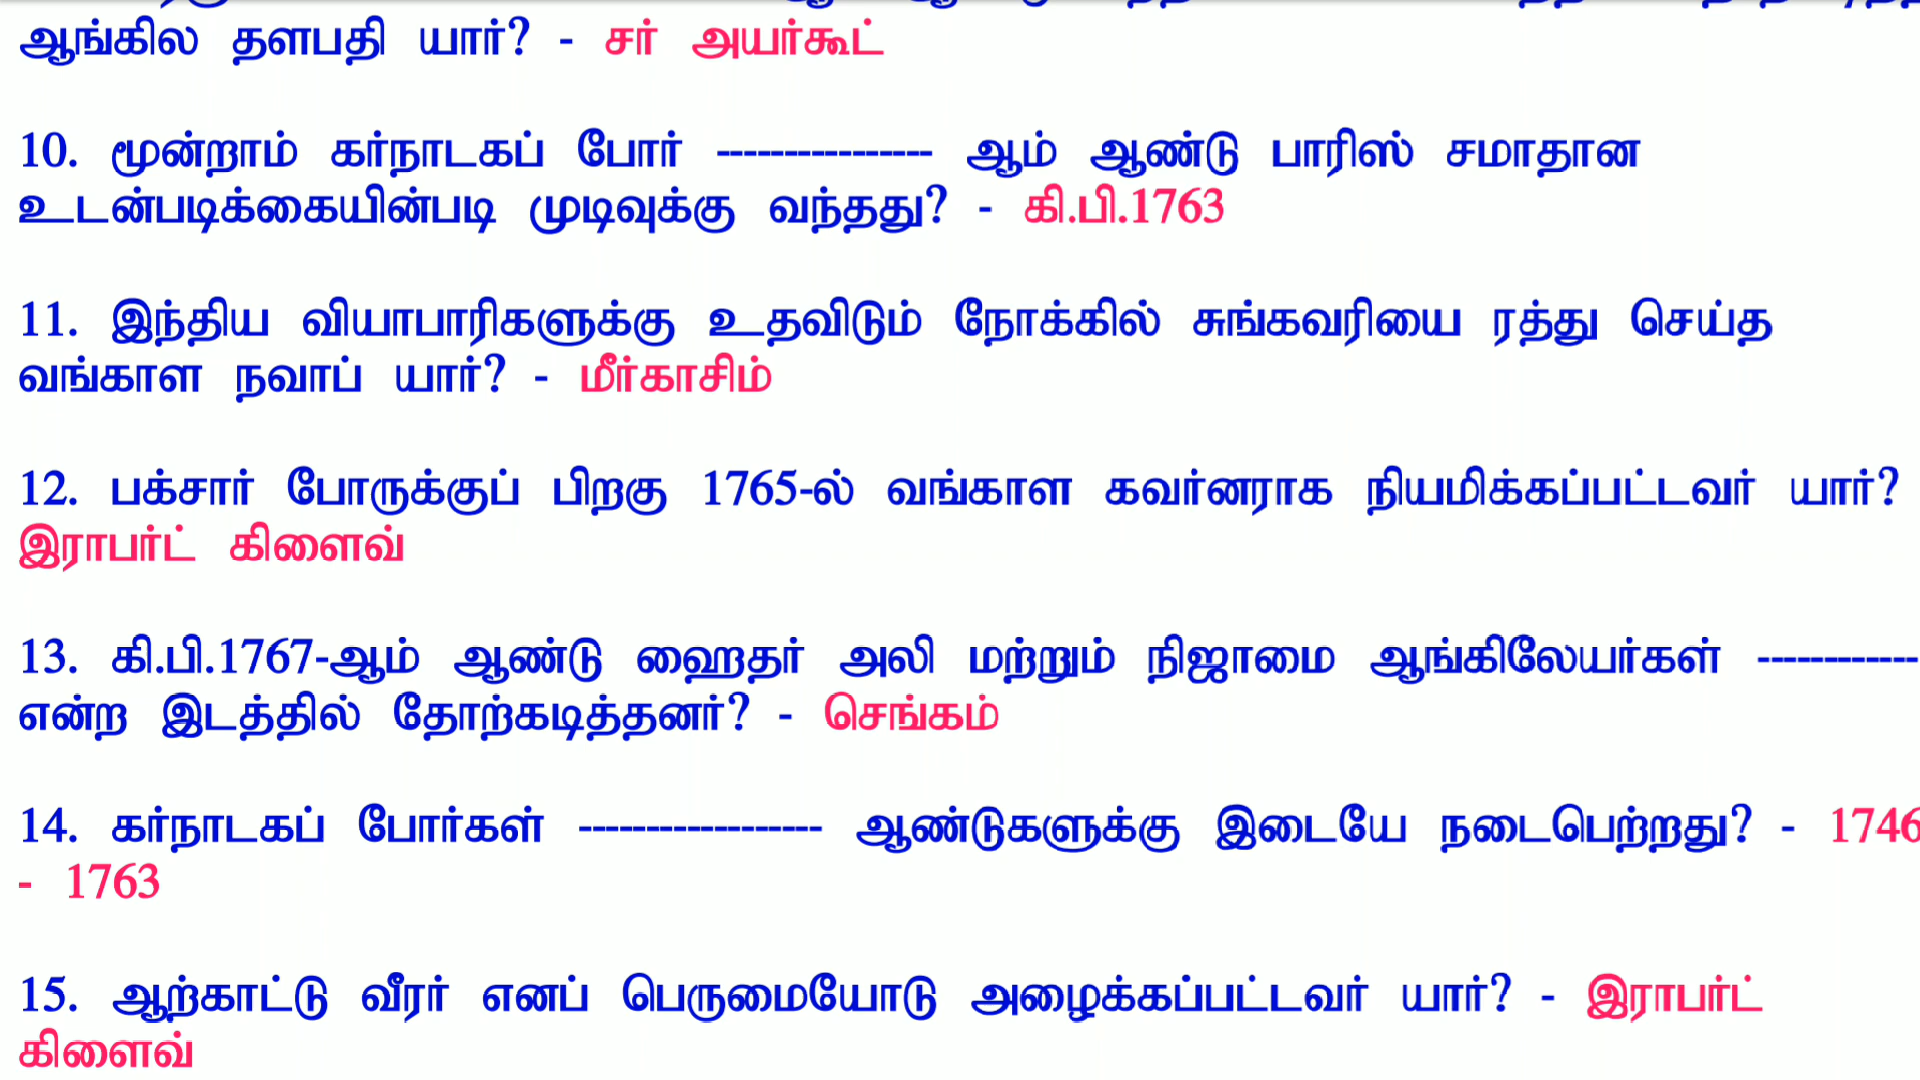 ஆங்கில தளபதி யார்? - சர் அயர்கூட்
10. மூன்றாம் கர்நாடகப் போர் ---------------- ஆம் ஆண்டு பாரிஸ் சமாதான
உடன்படிக்கையின்படி முடிவுக்கு வந்தது? - கி.பி.1763
11. இந்திய வியாபாரிகளுக்கு உதவிடும் நோக்கில் சுங்கவரியை ரத்து செய்த
வங்காள நவாப் யார்? - மீர்காசிம்
12. பக்சார் போருக்குப் பிறகு 1765-ல் வங்காள கவர்னராக நியமிக்கப்பட்டவர் யார்?
இராபர்ட் கிளைவ்
13. கி.பி.1767-ஆம் ஆண்டு ஹைதர் அலி மற்றும் நிஜாமை ஆங்கிலேயர்கள் ------------
என்ற இடத்தில் தோற்கடித்தனர்? - செங்கம்
14. கர்நாடகப் போர்கள் ------------------ ஆண்டுகளுக்கு இடையே நடைபெற்றது? - 1746
- 1763
15. ஆற்காட்டு வீரர் எனப் பெருமையோடு அழைக்கப்பட்டவர் யார்? - இராபர்ட்
கிளைவ்